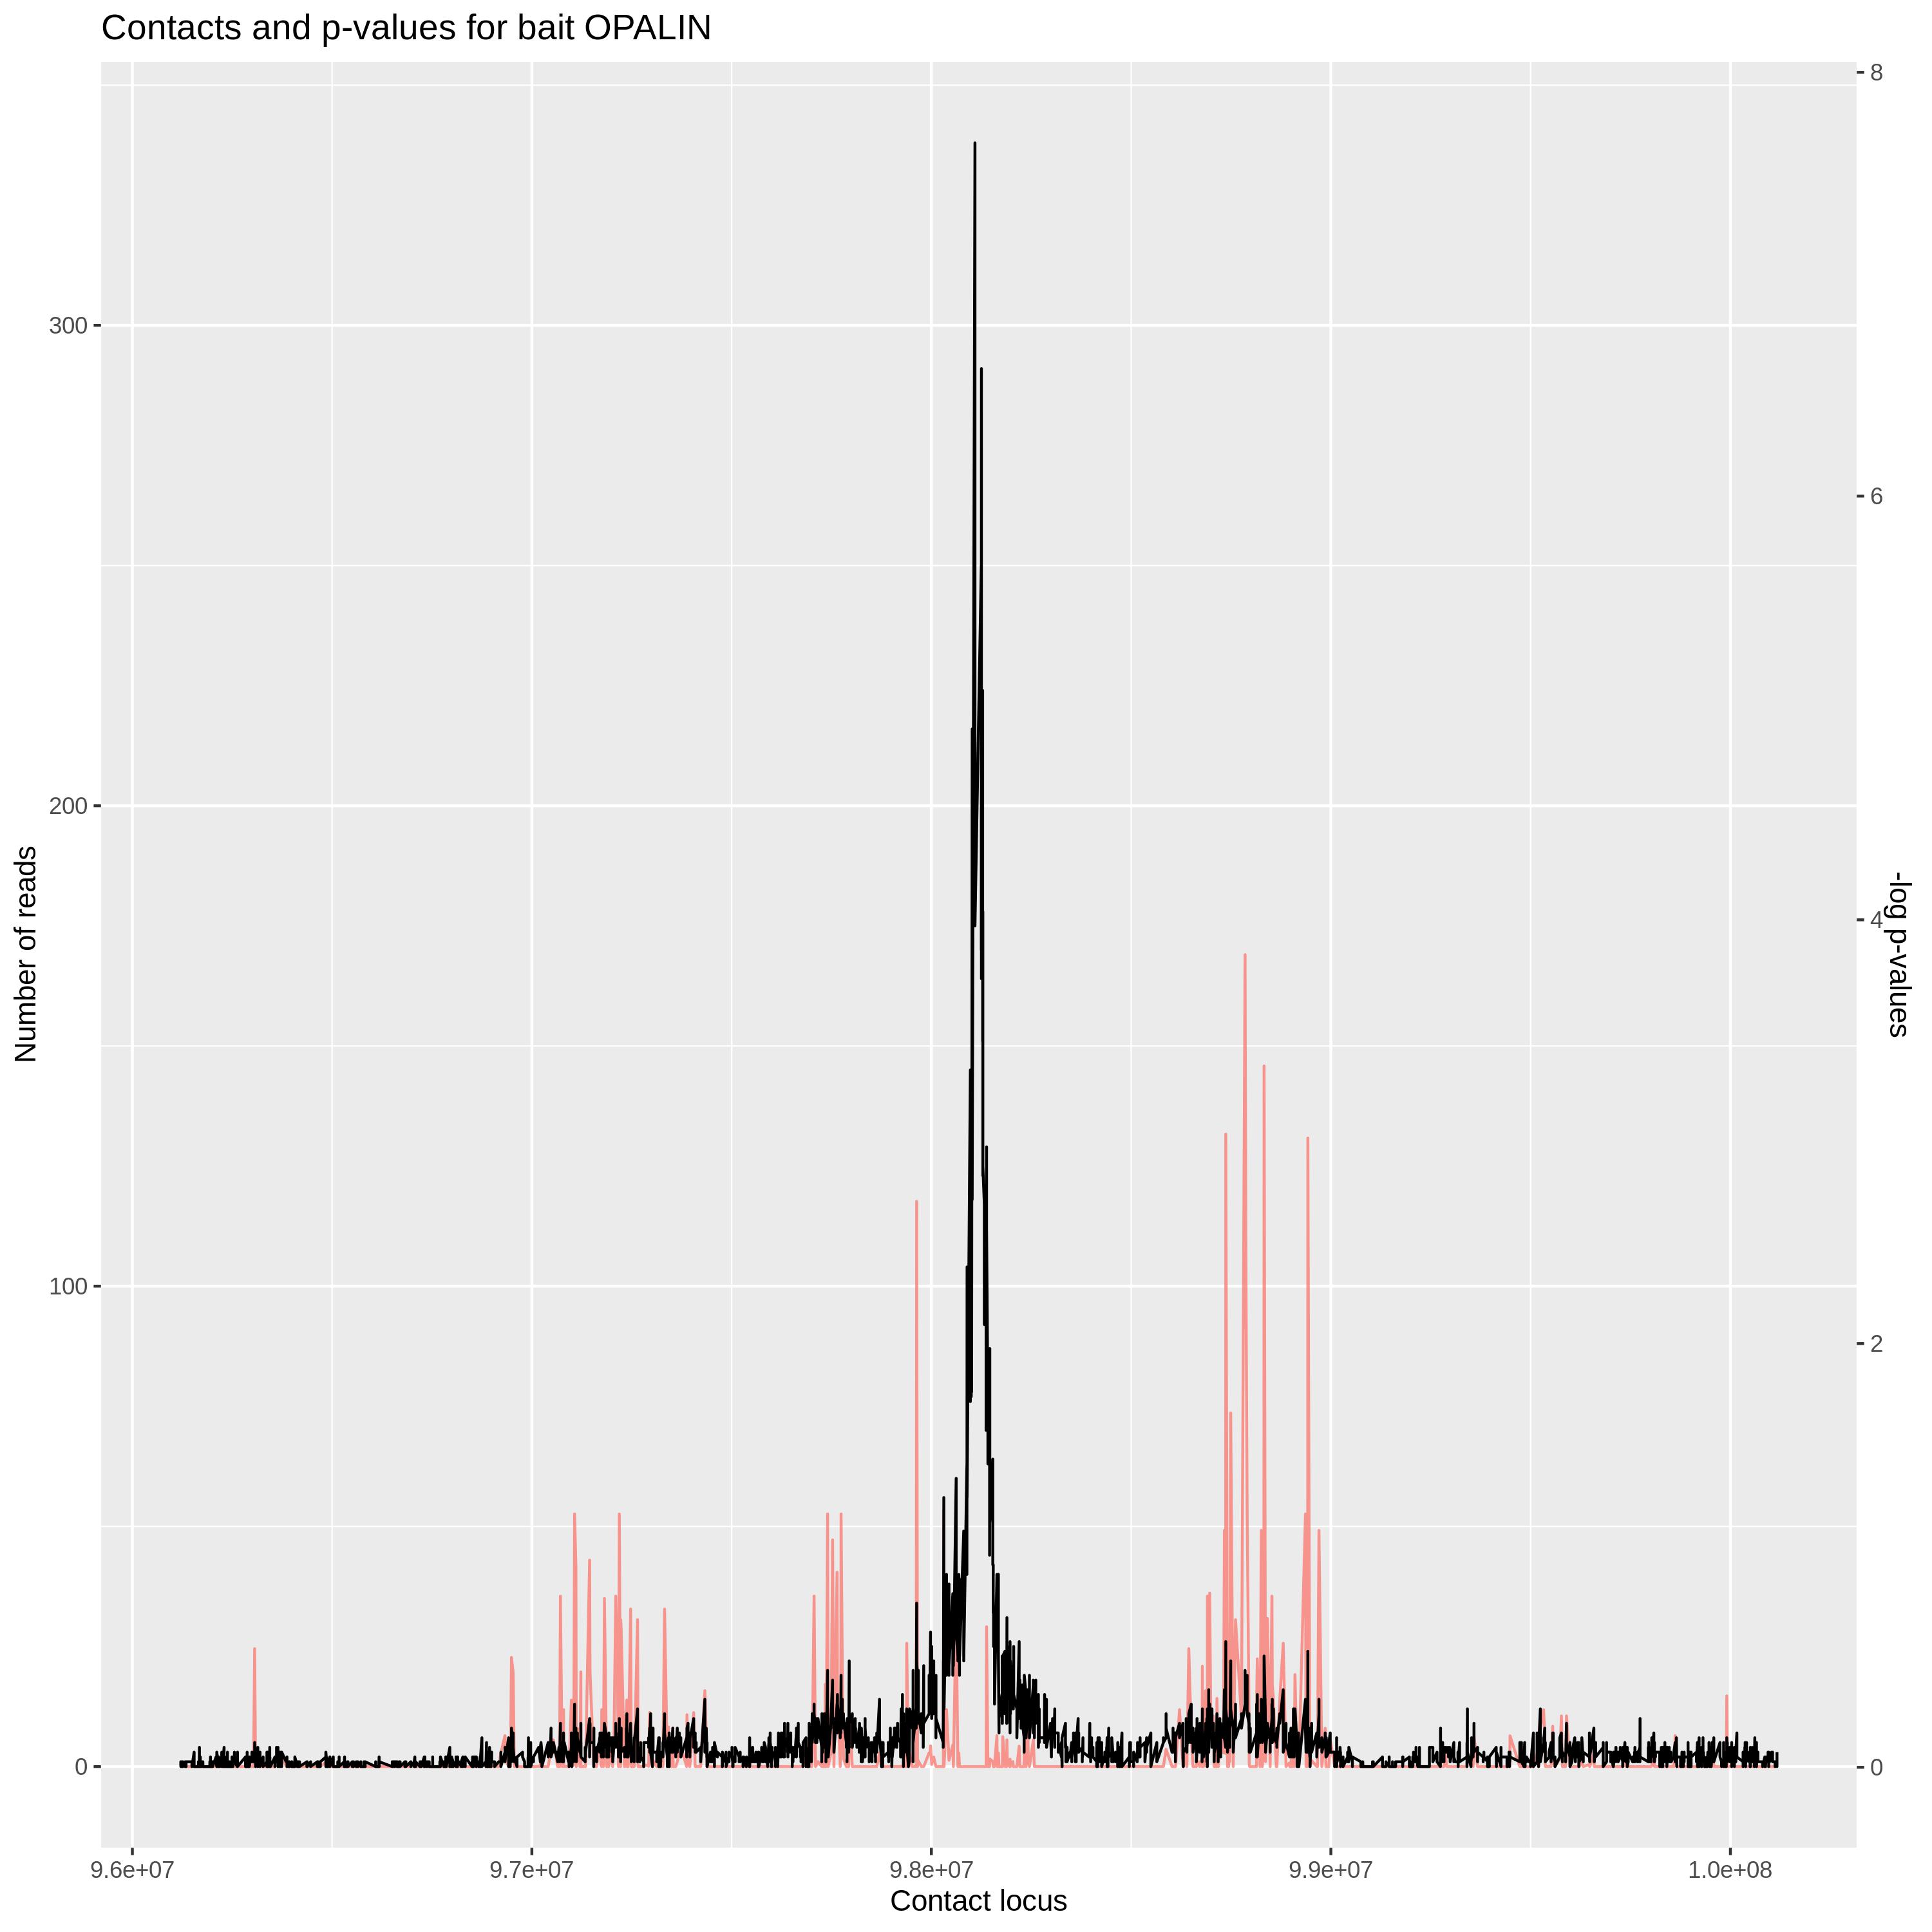 Contacts and p-values for bait OPALIN
8
300
6
200
4
100
2
0
0
Number of reads
-log p-values
9.6e+07 9.7e+07 9.8e+07 9.9e+07 1.0e+08
Contact locus